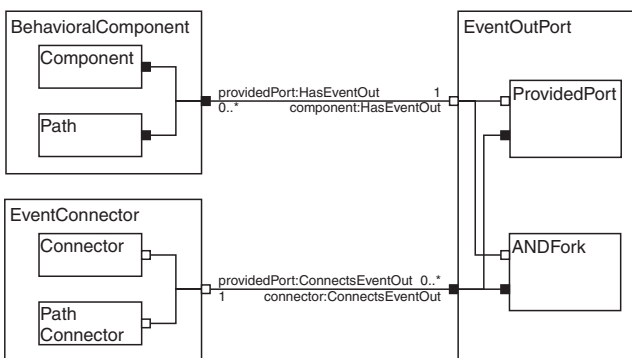 BehavioralComponent
Component
Path
EventOutPort
providedPort:HasEventOut 1
0..* component:HasEventOut
ProvidedPort
EventConnector
Connector
Path
Connector
providedPort:ConnectsEventOut 0..*
1 connector:ConnectsEventOut
ANDFork